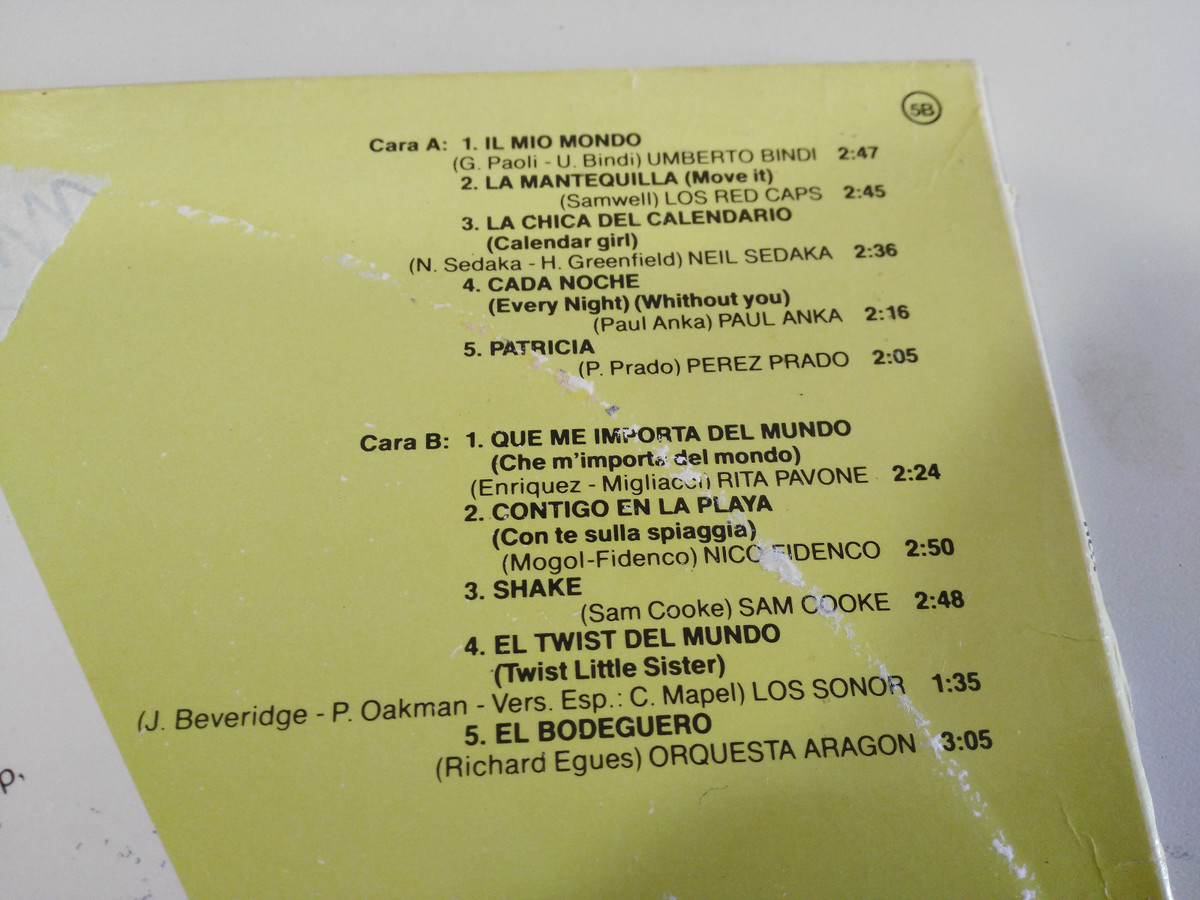 5B
Cara A: 1. IL MIO MONDO
(G. Paoli - U. Bindi) UMBERTO BINDI 2:47
2. LA MANTEQUILLA (Move it)
(Samwell) LOS RED CAPS 2:45
3. LA CHICA DEL CALENDARIO
(Calendar girl)
(N. Sedaka - H. Greenfield) NEIL SEDAKA 2:36
4. CADA NOCHE
(Every Night) (Whithout you)
(Paul Anka) PAUL ANKA 2:16
5. PATRICIA
(P. Prado) PEREZ PRADO 2:05
Cara B: 1. QUE ME IMPORTA DEL MUNDO
(Che m'importa del mondo)
(Enriquez - Migliacci) RITA PAVONE 2:24
2. CONTIGO EN LA PLAYA
(Con te sulla spiaggia)
(Mogol-Fidenco) NICO FIDENCO 2:50
3. SHAKE
(Sam Cooke) SAM COOKE 2:48
4. EL TWIST DEL MUNDO
(Twist Little Sister)
(J. Beveridge - P. Oakman - Vers. Esp.: C. Mapel) LOS SONOR 1:35
5. EL BODEGUERO
(Richard Egues) ORQUESTA ARAGON 3:05